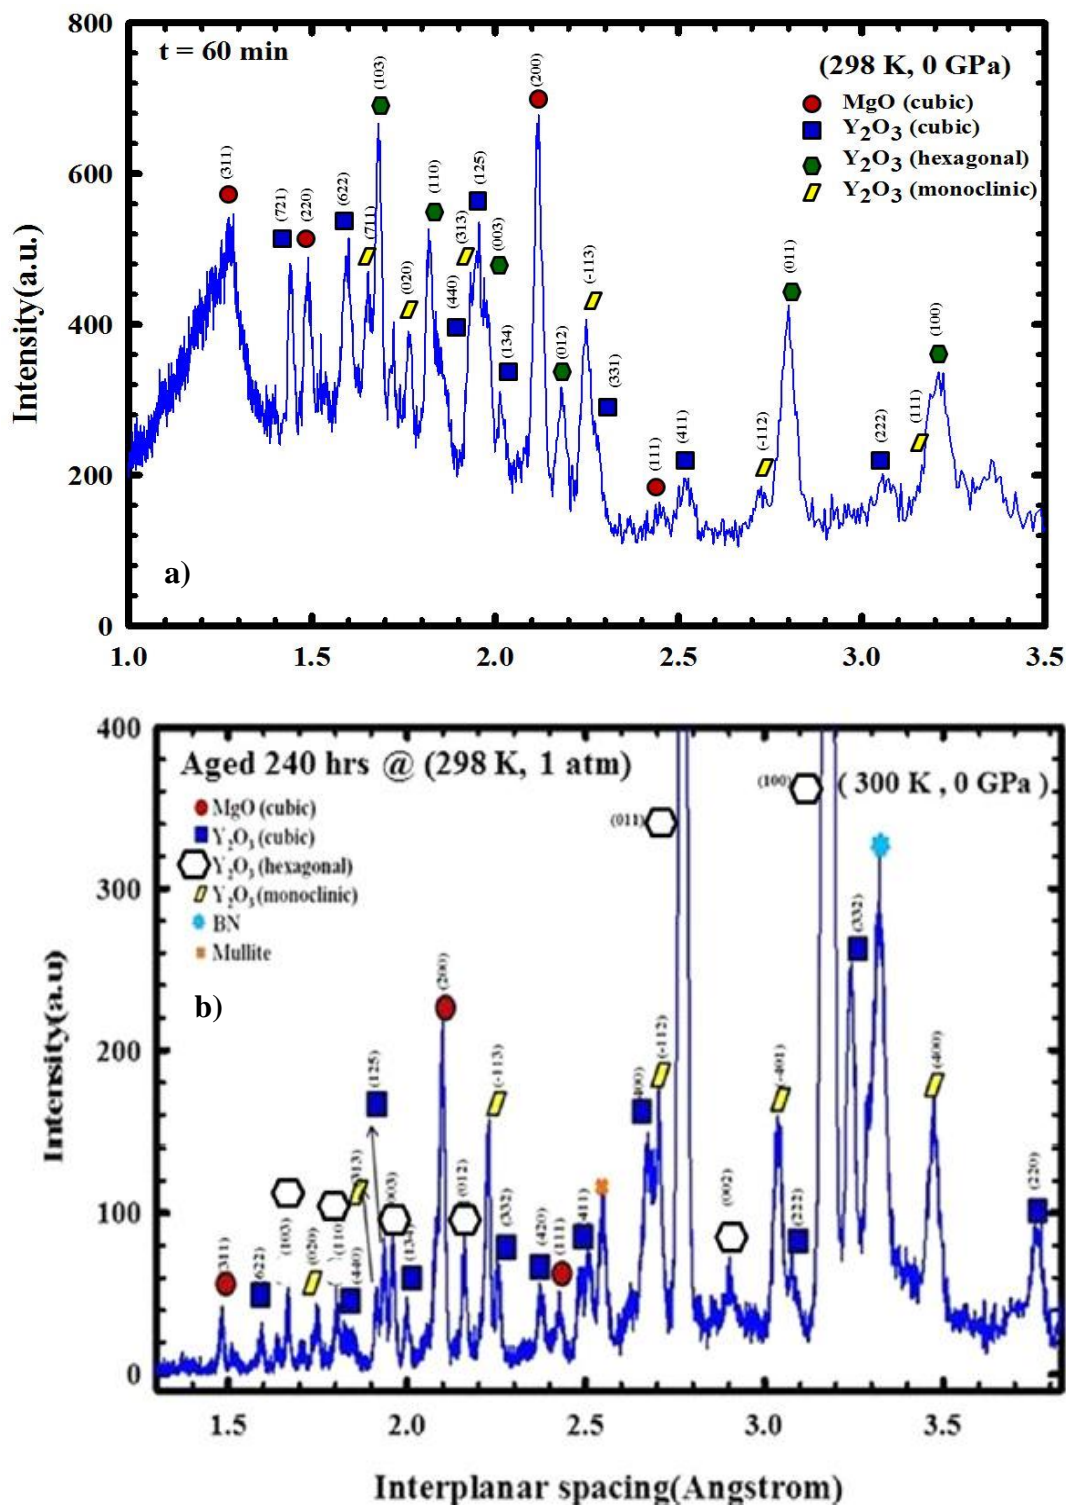 800
600
400
200
0
Intensity(a.u.)
t = 60 min
(298 K, 0 GPa)
MgO (cubic)
Y2O3 (cubic)
Y2O3 (hexagonal)
Y2O3 (monoclinic)
(311)
(721)
(220)
(622)
(711)
(103)
(020)
(110)
(440)
(313)
(125)
(003)
(134)
(200)
(012)
(-113)
(331)
(111)
(411)
(-112)
(011)
(222)
(111)
(100)
a)
1.0 1.5 2.0 2.5 3.0 3.5
400
300
200
100
0
Intensity(a.u)
Aged 240 hrs @ (298 K, 1 atm)
( 300 K , 0 GPa )
MgO (cubic)
Y2O3 (cubic)
Y2O3 (hexagonal)
Y2O3 (monoclinic)
BN
Mullite
b)
(311)
(622)
(103)
(020)
(110)
(440)
(313)
(125)
(003)
(134)
(200)
(012)
(-113)
(332)
(420)
(111)
(411)
(400)
(-112)
(011)
(002)
(-401)
(222)
(100)
(332)
(400)
(220)
1.5 2.0 2.5 3.0 3.5
Interplanar spacing(Angstrom)